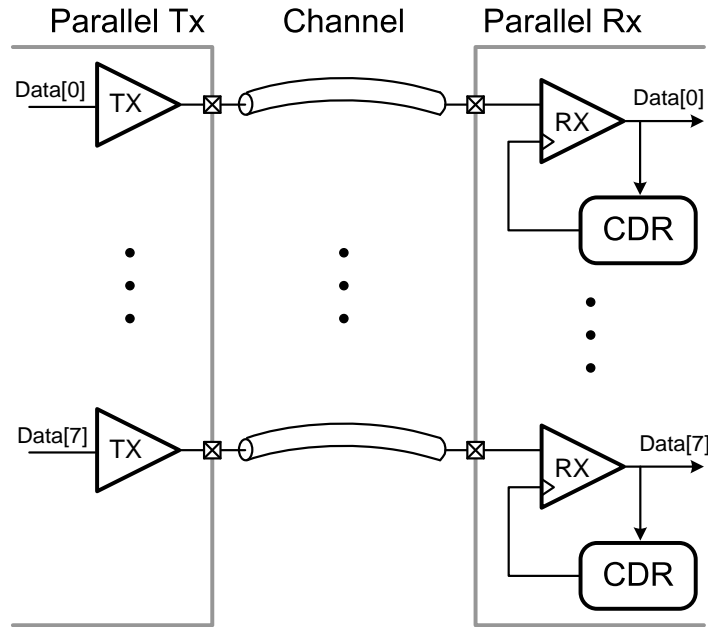 Parallel Tx
Channel
Parallel Rx
Data[0]
TX
RX
Data[0]
CDR
Data[7]
TX
RX
Data[7]
CDR